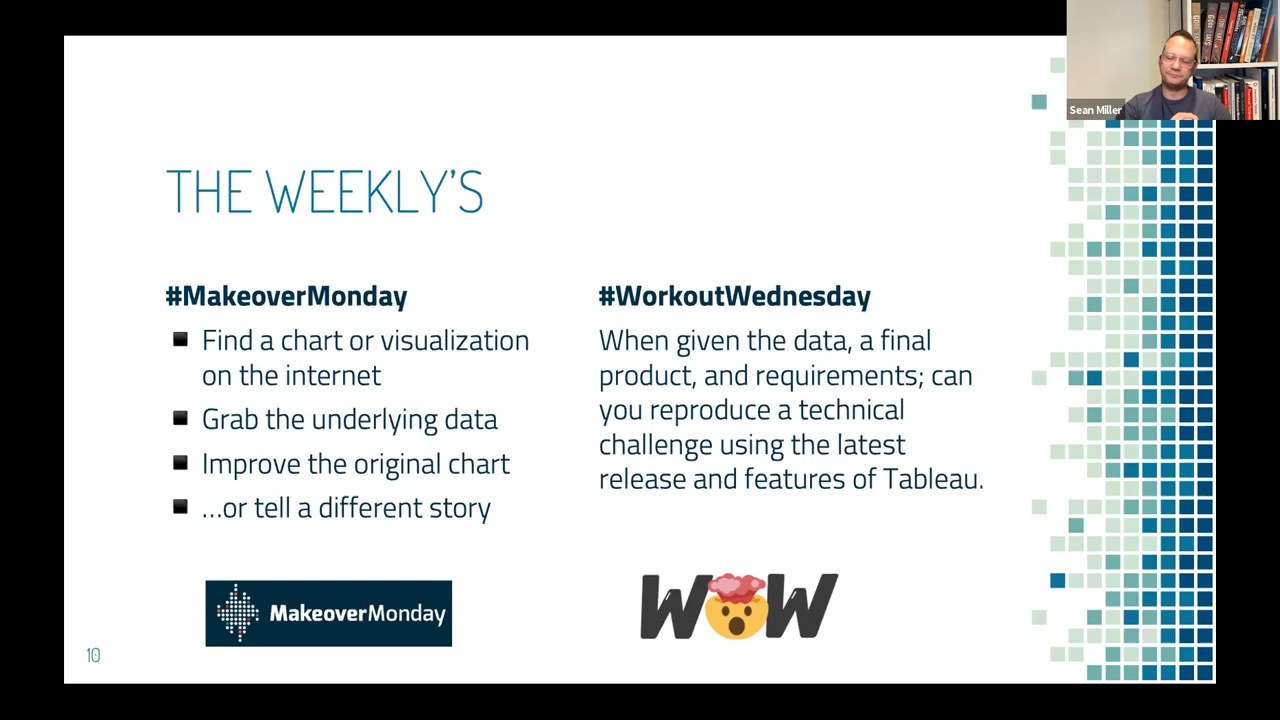 Sean Miller
THE WEEKLY'S
#MakeoverMonday
Find a chart or visualization
on the internet
Grab the underlying data
Improve the original chart
...or tell a different story
MakeoverMonday
#WorkoutWednesday
When given the data, a final
product, and requirements; can
you reproduce a technical
challenge using the latest
release and features of Tableau.
WOW
10